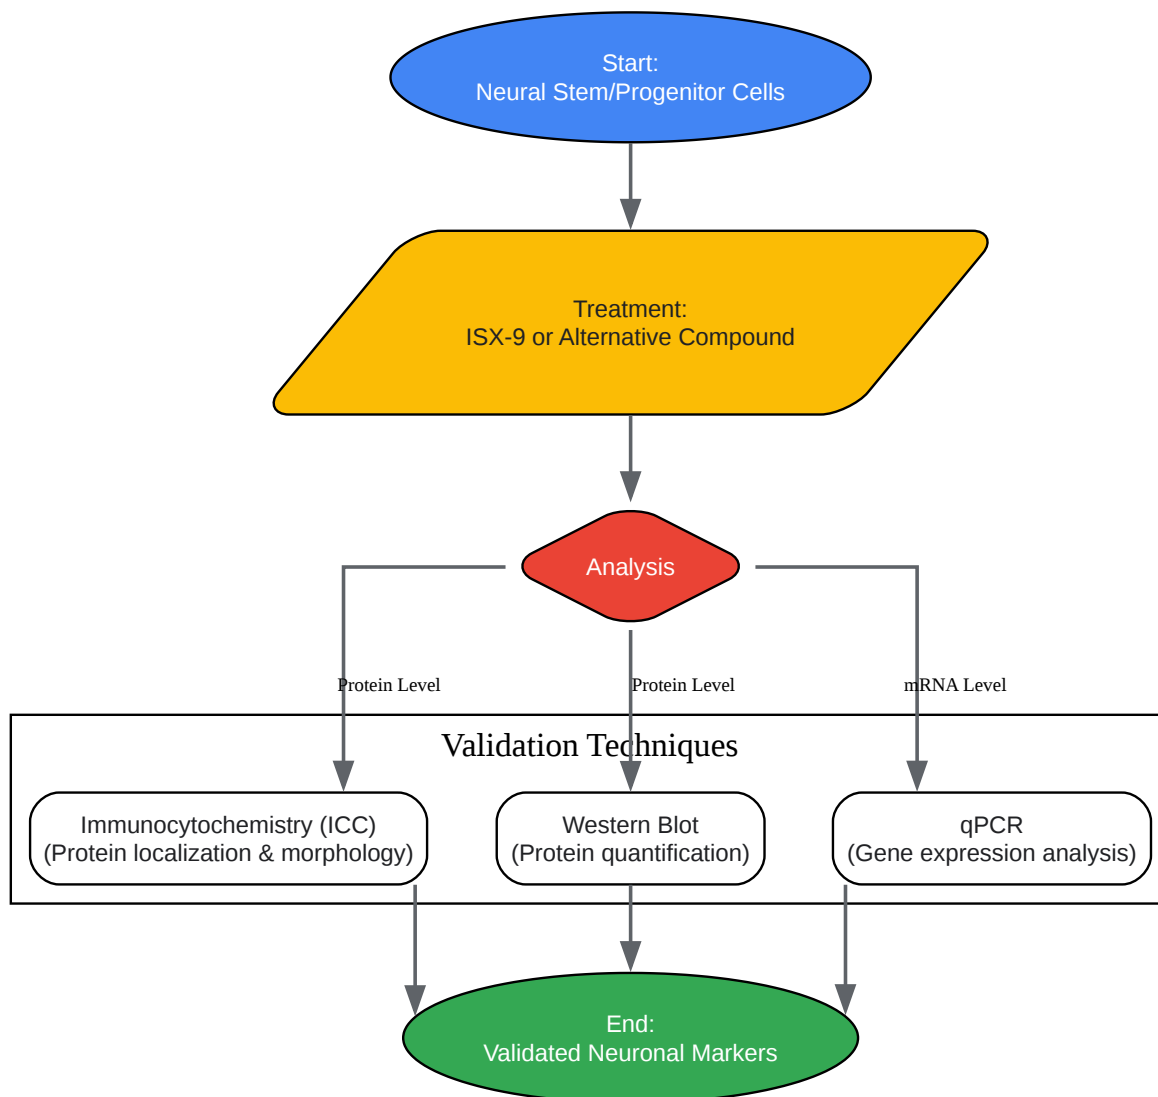 Start:
Neural Stem/Progenitor Cells
Treatment:
ISX-9 or Alternative Compound
Analysis
Protein Level
Protein Level
mRNA Level
Validation Techniques
Immunocytochemistry (ICC)
(Protein localization & morphology)
Western Blot
(Protein quantification)
qPCR
(Gene expression analysis)
End:
Validated Neuronal Markers